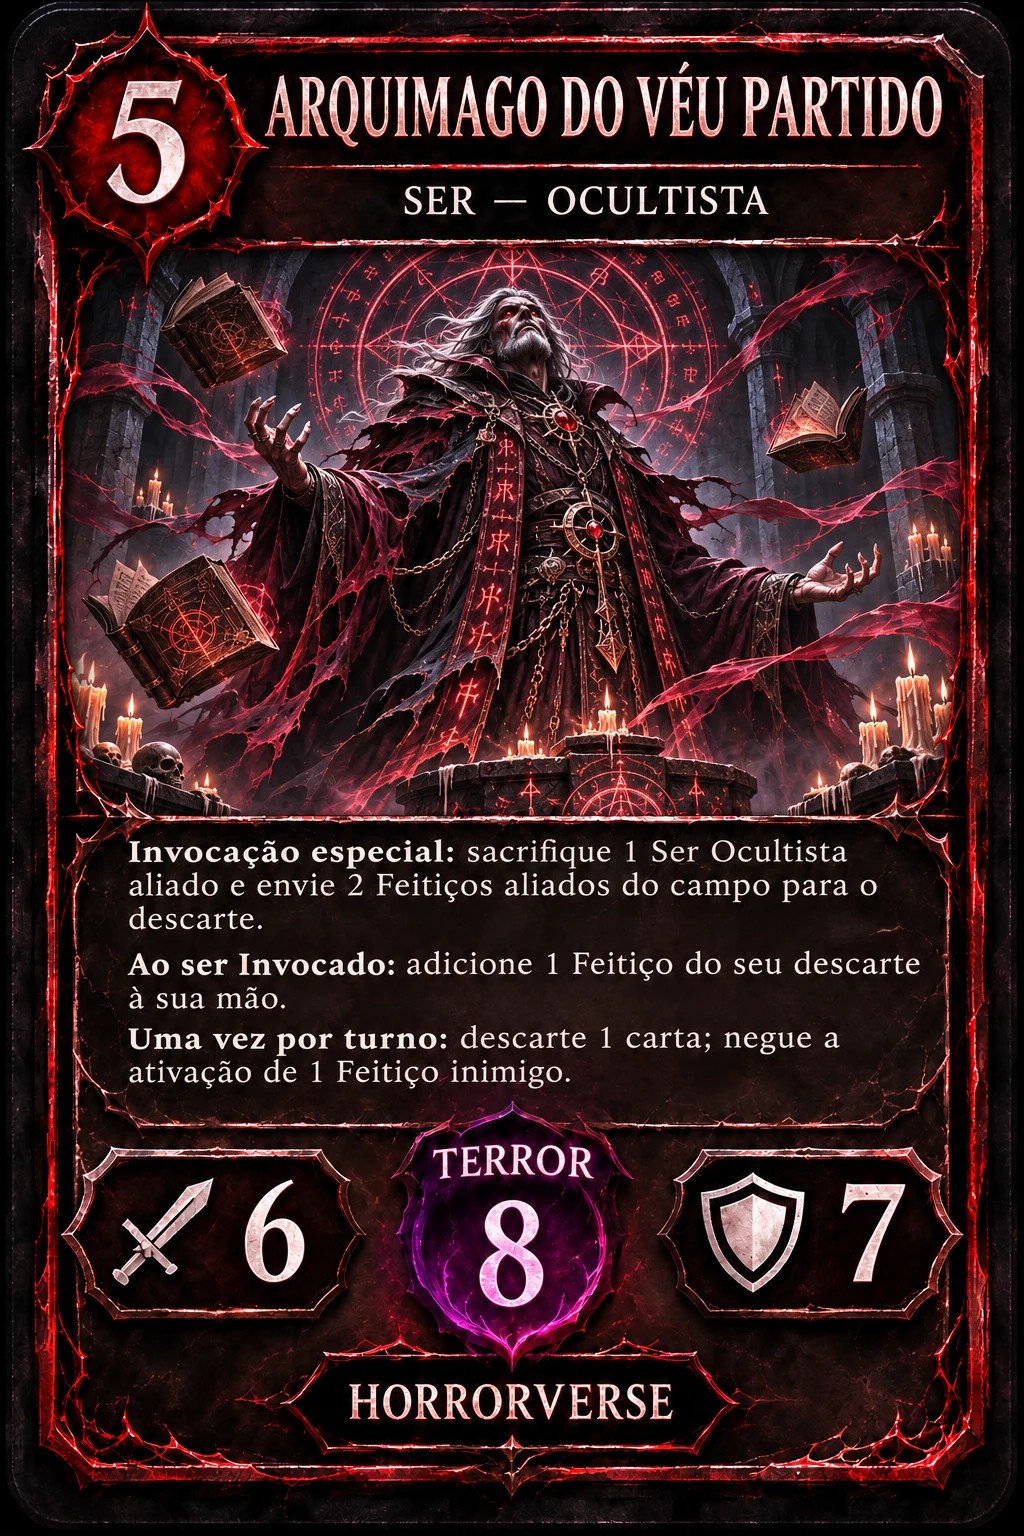 5
ARQUIMAGO DO VÉU PARTIDO
SER — OCULTISTA
Invocação especial: sacrifique 1 Ser Ocultista
aliado e envie 2 Feitiços aliados do campo para o
descarte.
Ao ser Invocado: adicione 1 Feitiço do seu descarte
à sua mão.
Uma vez por turno: descarte 1 carta; negue a
ativação de 1 Feitiço inimigo.
TERROR
6
8
7
HORRORVERSE